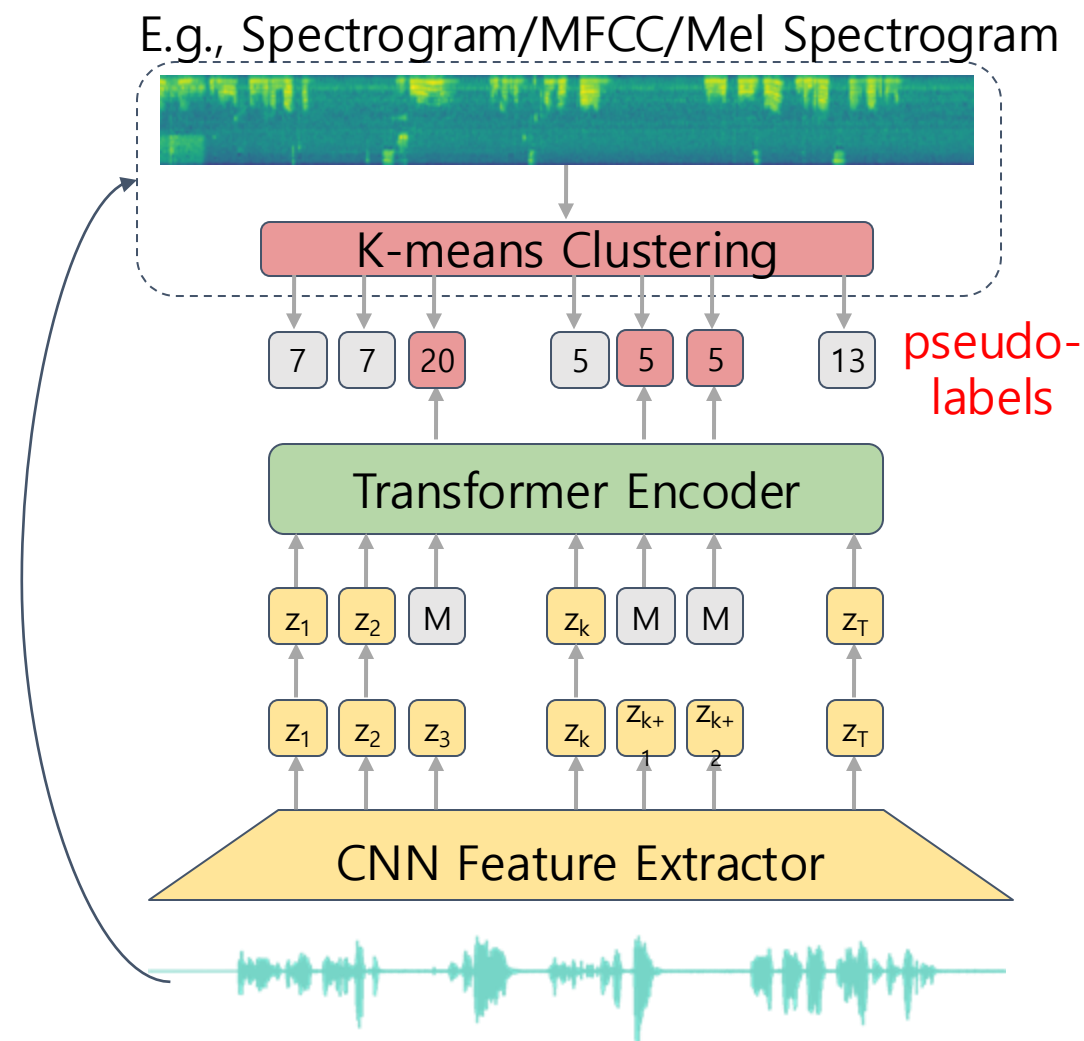 E.g., Spectrogram/MFCC/Mel Spectrogram
K-means Clustering
7 7 20 5 5 5 13
pseudo-
labels
Transformer Encoder
z1 z2 M zk M M zT
z1 z2 z3 zk zk+1 zk+2 zT
CNN Feature Extractor